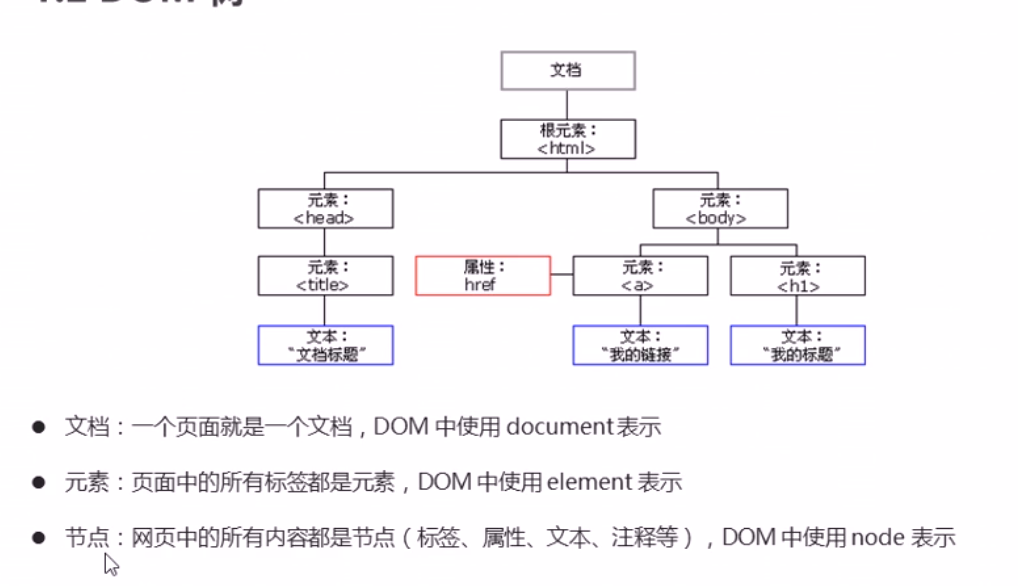 1.2 DOM 树
文档
根元素：
<html>
元素：
<head>
元素：
<body>
元素：
<title>
属性：
href
元素：
<a>
元素：
<h1>
文本：
“文档标题”
文本：
“我的链接”
文本：
“我的标题”
● 文档：一个页面就是一个文档，DOM 中使用 document 表示
● 元素：页面中的所有标签都是元素，DOM 中使用 element 表示
● 节点：网页中的所有内容都是节点（标签、属性、文本、注释等），DOM 中使用 node 表示